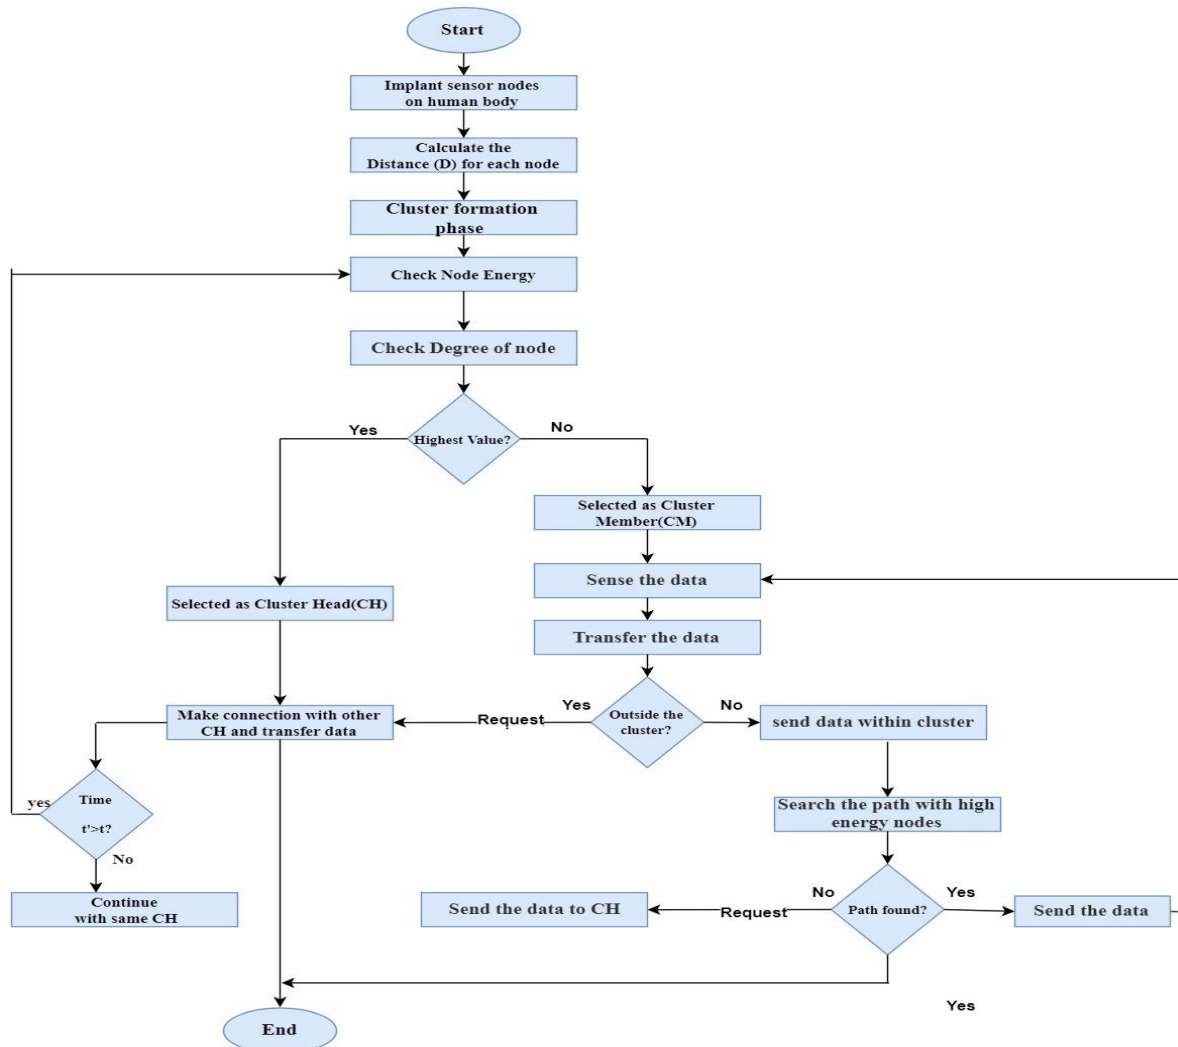 Start
Implant sensor nodes
on human body
Calculate the
Distance (D) for each node
Cluster formation
phase
Check Node Energy
Check Degree of node
Yes
Highest Value?
No
Selected as Cluster
Member(CM)
Sense the data
Selected as Cluster Head(CH)
Transfer the data
Make connection with other
CH and transfer data
Request
Yes
Outside the
cluster?
No
send data within cluster
yes
Time
t'>t?
No
Continue
with same CH
Search the path with high
energy nodes
Send the data to CH
Request
No
Path found?
Yes
Send the data
Yes
End